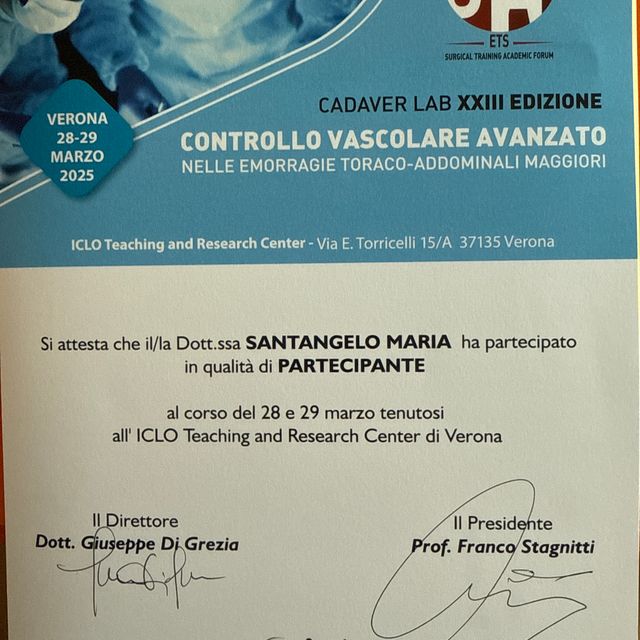 ETS
SURGICAL TRAINING ACADEMIC FORUM
CADAVER LAB XXIII EDIZIONE
VERONA
28-29
MARZO
2025
CONTROLLO VASCOLARE AVANZATO
NELLE EMORRAGIE TORACO-ADDOMINALI MAGGIORI
ICLO Teaching and Research Center - Via E. Torricelli 15/A 37135 Verona
Si attesta che il/la Dott.ssa SANTANGELO MARIA ha partecipato
in qualità di PARTECIPANTE
al corso del 28 e 29 marzo tenutosi
all' ICLO Teaching and Research Center di Verona
Il Direttore
Dott. Giuseppe Di Grezia
Il Presidente
Prof. Franco Stagnitti